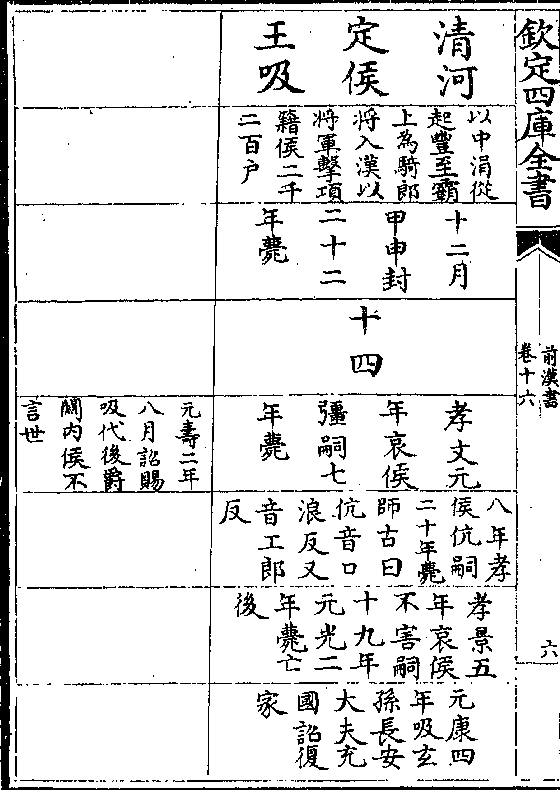 欽定四庫全書
前漢書
卷十六
六
清河
定侯
王吸
以中涓從
起豐至霸
上為騎郎
將入漢以
將軍擊項
籍侯二千
二百户
十二月
甲申封
二十二
年薨
十四
孝文元
年哀侯
彊嗣七
年薨
元壽二年
八月詔賜
吸代後爵
關内侯不
言世
八年孝
侯伉嗣
二十年薨
師古曰
伉音口
浪反又
音工郎
反
孝景五
年哀侯
不害嗣
十九年
元光二
年薨亡
後
元康四
年吸玄
孫長安
大夫充
國詔復
家